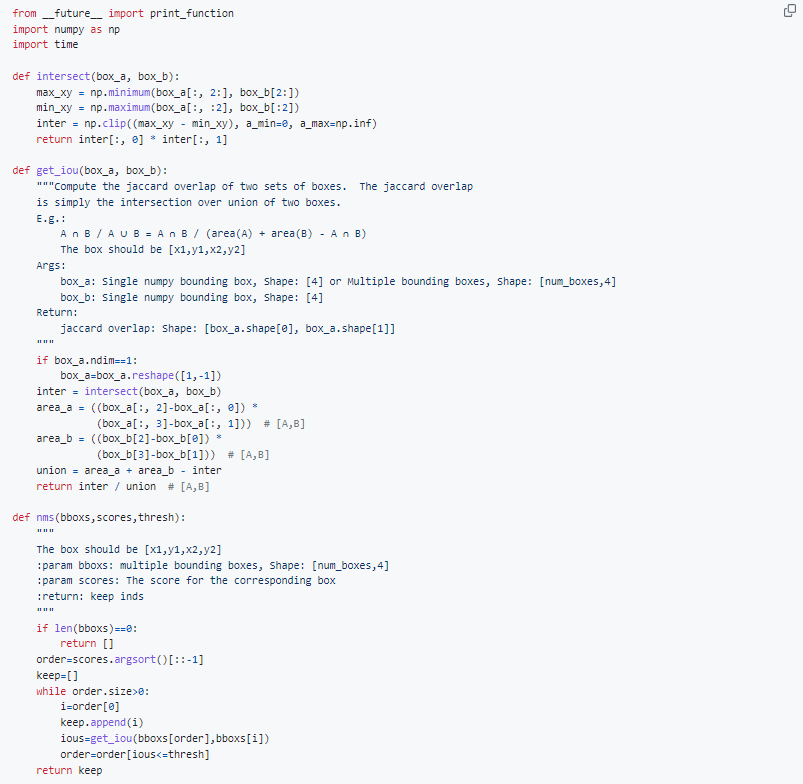 from __future__ import print_function
import numpy as np
import time

def intersect(box_a, box_b):
    max_xy = np.minimum(box_a[:, 2:], box_b[2:])
    min_xy = np.maximum(box_a[:, :2], box_b[:2])
    inter = np.clip((max_xy - min_xy), a_min=0, a_max=np.inf)
    return inter[:, 0] * inter[:, 1]

def get_iou(box_a, box_b):
    """Compute the jaccard overlap of two sets of boxes.  The jaccard overlap
    is simply the intersection over union of two boxes.
    E.g.:
        A ∩ B / A ∪ B = A ∩ B / (area(A) + area(B) - A ∩ B)
        The box should be [x1,y1,x2,y2]
    Args:
        box_a: Single numpy bounding box, Shape: [4] or Multiple bounding boxes, Shape: [num_boxes,4]
        box_b: Single numpy bounding box, Shape: [4]
    Return:
        jaccard overlap: Shape: [box_a.shape[0], box_a.shape[1]]
    """
    if box_a.ndim==1:
        box_a=box_a.reshape([1,-1])
    inter = intersect(box_a, box_b)
    area_a = ((box_a[:, 2]-box_a[:, 0]) *
              (box_a[:, 3]-box_a[:, 1]))  # [A,B]
    area_b = ((box_b[2]-box_b[0]) *
              (box_b[3]-box_b[1]))  # [A,B]
    union = area_a + area_b - inter
    return inter / union  # [A,B]

def nms(bboxs,scores,thresh):
    """
    The box should be [x1,y1,x2,y2]
    :param bboxs: multiple bounding boxes, Shape: [num_boxes,4]
    :param scores: The score for the corresponding box
    :return: keep inds
    """
    if len(bboxs)==0:
        return []
    order=scores.argsort()[::-1]
    keep=[]
    while order.size>0:
        i=order[0]
        keep.append(i)
        ious=get_iou(bboxs[order],bboxs[i])
        order=order[ious<=thresh]
    return keep